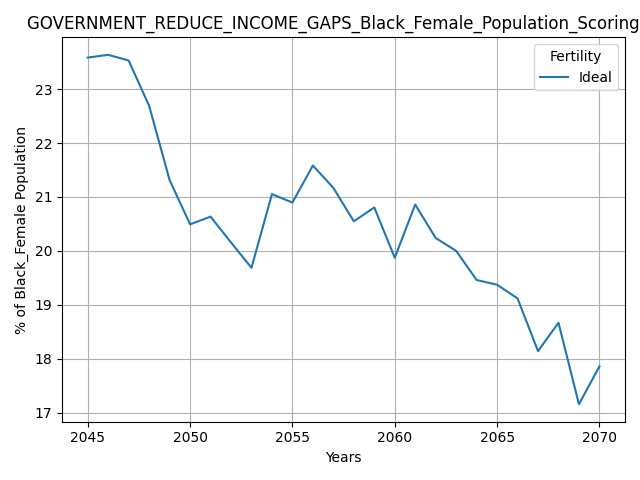 GOVERNMENT_REDUCE_INCOME_GAPS_Black_Female_Population_Scoring
Fertility
Ideal
% of Black_Female Population
23
22
21
20
19
18
17
2045 2050 2055 2060 2065 2070
Years